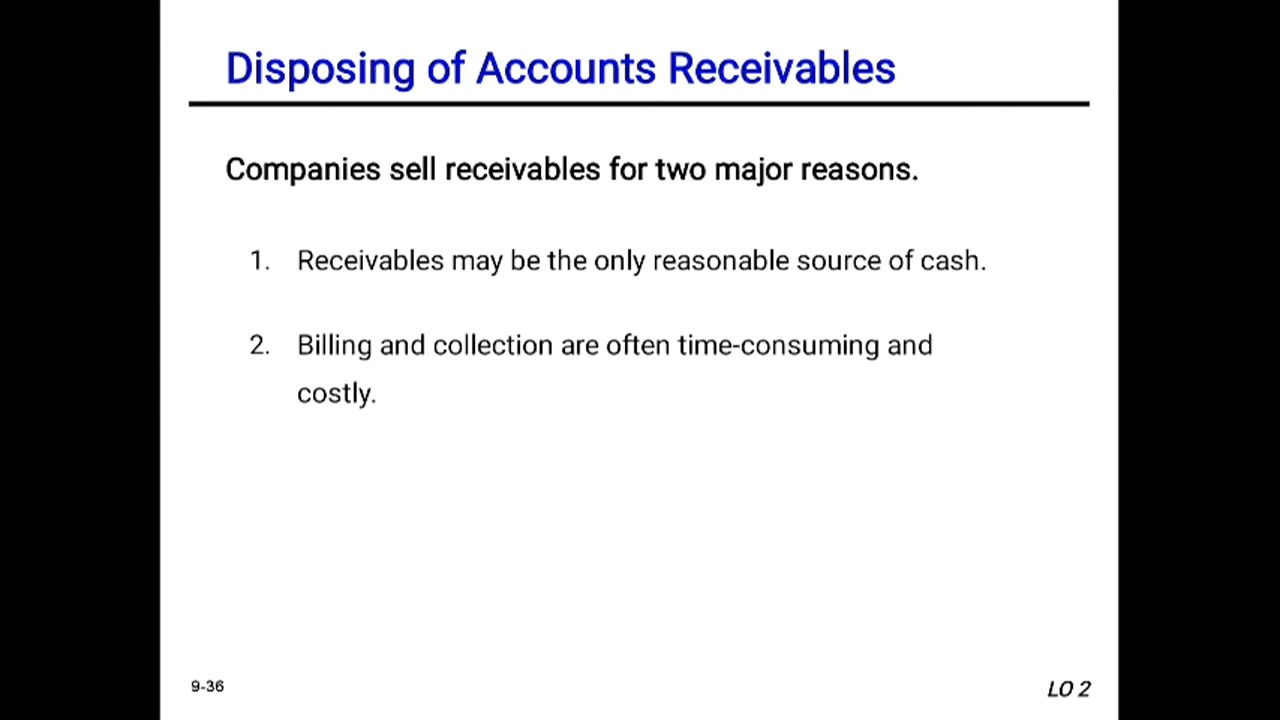 Disposing of Accounts Receivables
Companies sell receivables for two major reasons.
1. Receivables may be the only reasonable source of cash.
2. Billing and collection are often time-consuming and
costly.
9-36
LO 2